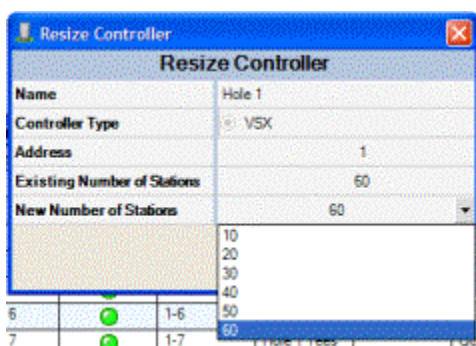 Resize Controller
Resize Controller
Name Hole 1
Controller Type VSX
Address 1
Existing Number of Stations 60
New Number of Stations 60
10
20
30
40
50
60
6 1-6
7 1-7 Hole 1 Tees